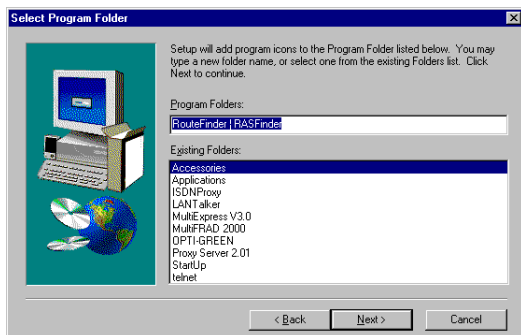 Select Program Folder
Setup will add program icons to the Program Folder listed below. You may
type a new folder name, or select one from the existing Folders list. Click
Next to continue.
Program Folders:
RouteFinder | RASFinder
Existing Folders:
Accessories
Applications
ISDNProxy
LANTalker
MultiExpress V3.0
MultiFRAD 2000
OPTI-GREEN
Proxy Server 2.01
StartUp
telnet
< Back
Next >
Cancel